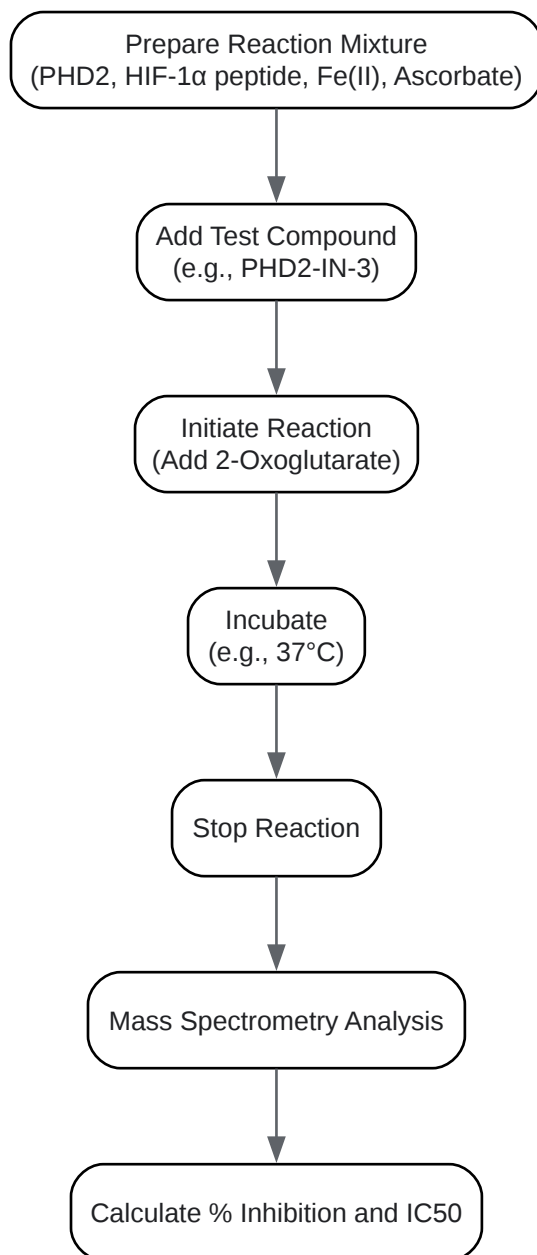 Prepare Reaction Mixture
(PHD2, HIF-1α peptide, Fe(II), Ascorbate)
Add Test Compound
(e.g., PHD2-IN-3)
Initiate Reaction
(Add 2-Oxoglutarate)
Incubate
(e.g., 37°C)
Stop Reaction
Mass Spectrometry Analysis
Calculate % Inhibition and IC50